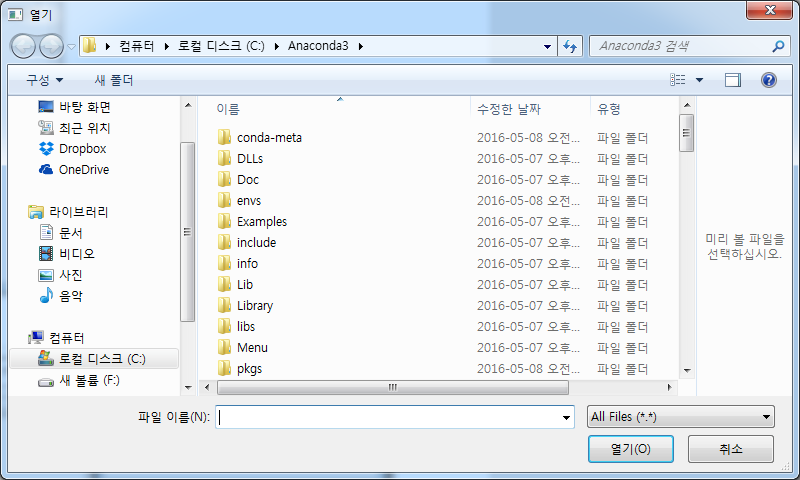 열기
컴퓨터 로컬 디스크 (C:) Anaconda3
Anaconda3 검색
구성 새 폴더
바탕 화면
최근 위치
Dropbox
OneDrive
라이브러리
문서
비디오
사진
음악
컴퓨터
로컬 디스크 (C:)
새 볼륨 (F:)
이름 수정한 날짜 유형
conda-meta 2016-05-08 오전... 파일 폴더
DLLs 2016-05-07 오후... 파일 폴더
Doc 2016-05-07 오후... 파일 폴더
envs 2016-05-08 오전... 파일 폴더
Examples 2016-05-07 오후... 파일 폴더
include 2016-05-07 오후... 파일 폴더
info 2016-05-07 오후... 파일 폴더
Lib 2016-05-07 오후... 파일 폴더
Library 2016-05-07 오후... 파일 폴더
libs 2016-05-07 오후... 파일 폴더
Menu 2016-05-07 오후... 파일 폴더
pkgs 2016-05-08 오전... 파일 폴더
미리 볼 파일을
선택하십시오.
파일 이름(N):
All Files (*.*)
열기(O) 취소